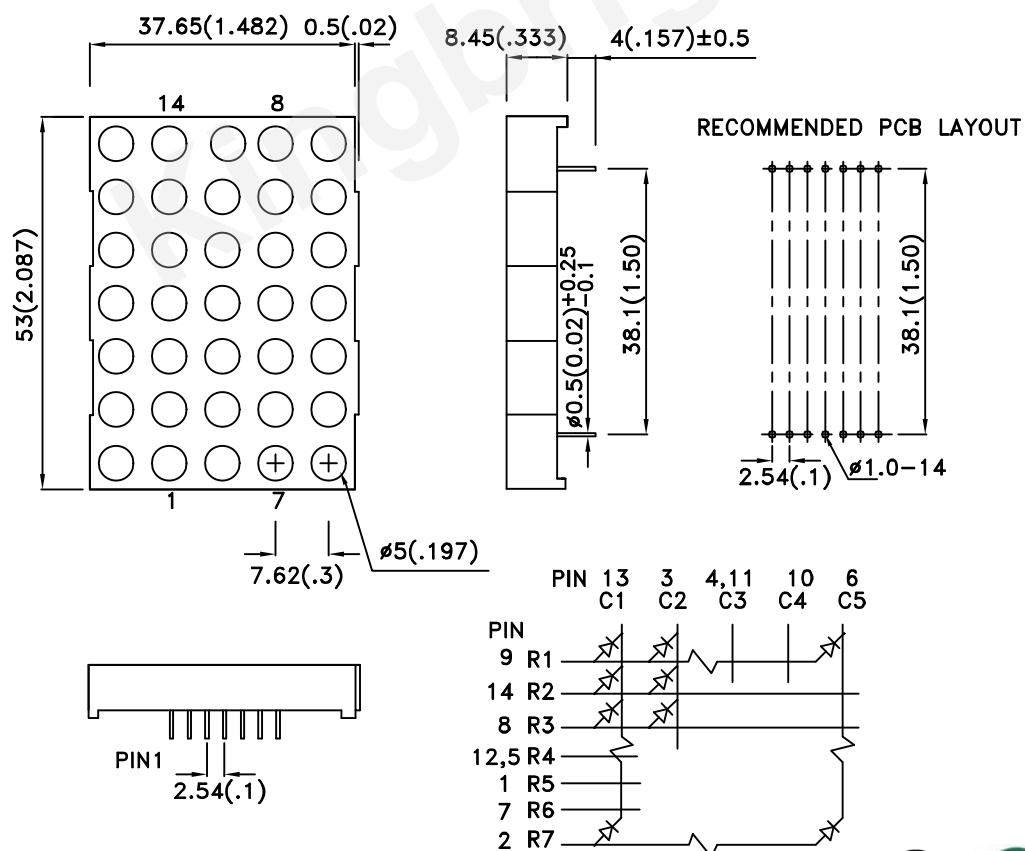 37.65(1.482) 0.5(.02)
8.45(.333) 4(.157)±0.5
14 8
RECOMMENDED PCB LAYOUT
53(2.087)
ø0.5(0.02)+0.25
-0.1
38.1(1.50)
38.1(1.50)
2.54(.1) ø1.0-14
1 7
7.62(.3)
ø5(.197)
PIN1
2.54(.1)
PIN 13 3 4,11 10 6
C1 C2 C3 C4 C5
PIN
9 R1
14 R2
8 R3
12,5 R4
1 R5
7 R6
2 R7